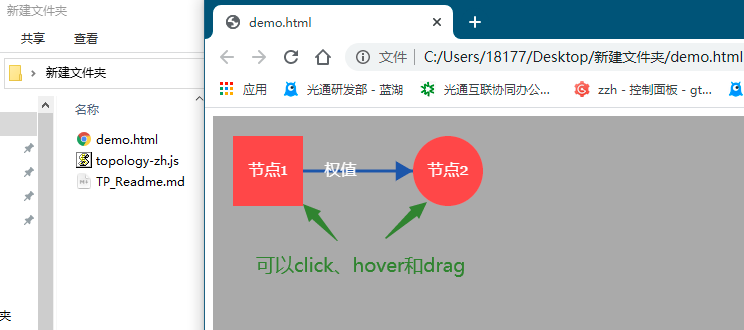 新建文件夹
共享 查看
新建文件夹
名称
demo.html
topology-zh.js
TP_Readme.md
夹
demo.html
文件 C:/Users/18177/Desktop/新建文件夹/demo.html
应用 光通研发部 - 蓝湖 光通互联协同办公... zzh - 控制面板 - gt...
节点1 权值 节点2
可以click、hover和drag